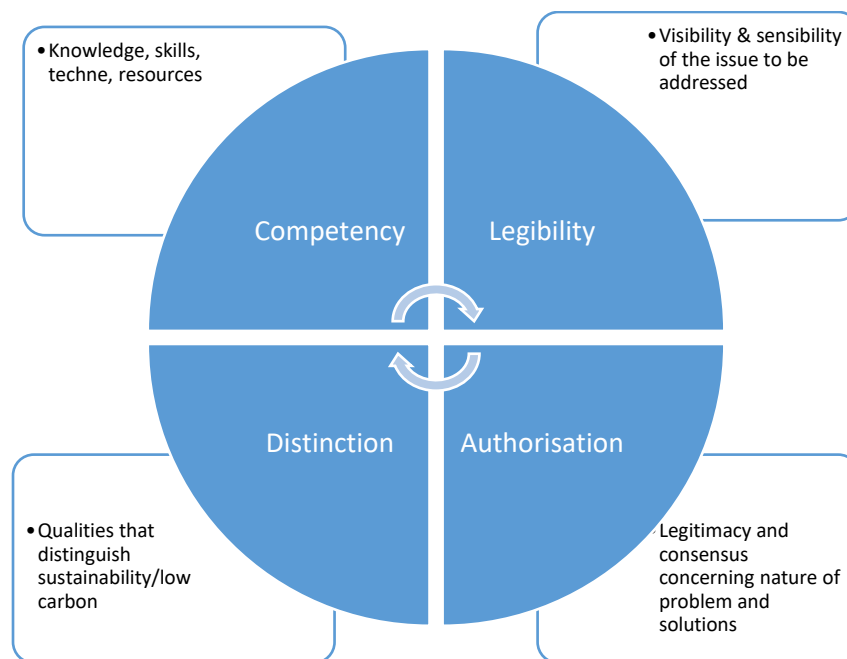 •Knowledge, skills,
techne, resources
•Visibility & sensibility
of the issue to be
addressed
Competency
Legibility
Distinction
Authorisation
•Qualities that
distinguish
sustainability/low
carbon
Legitimacy and
consensus
concerning nature of
problem and
solutions